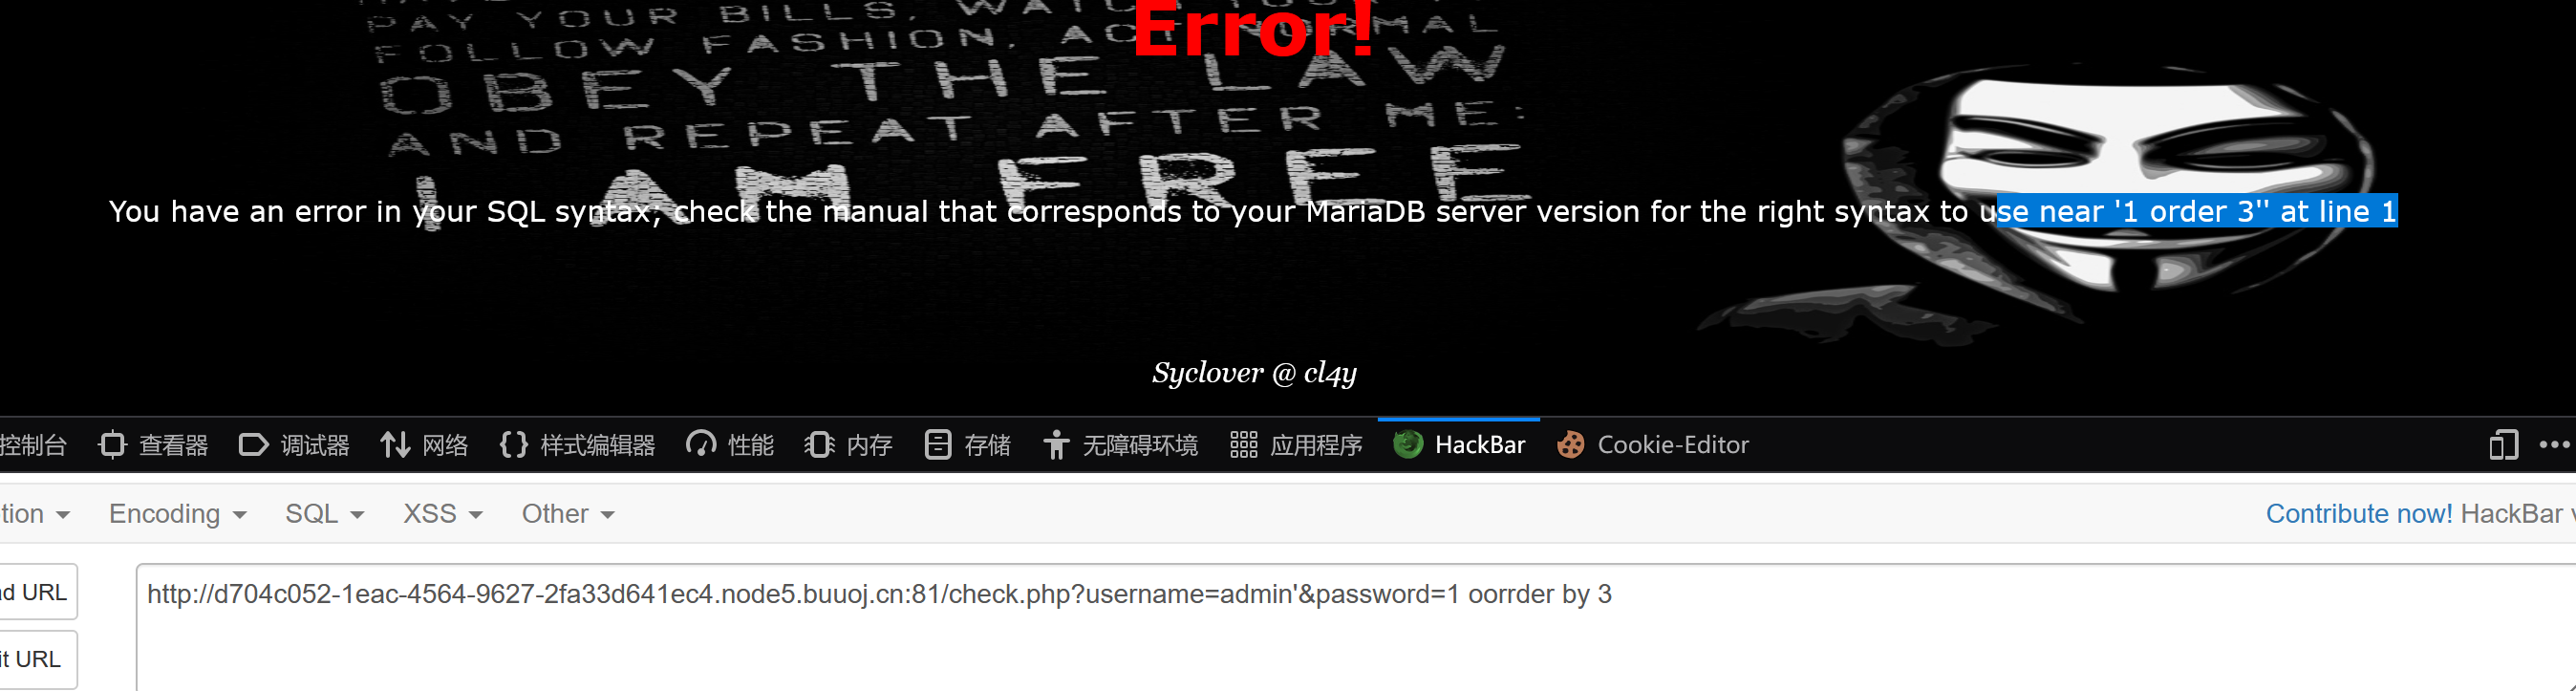 Error!
PAY YOUR BILLS,
FOLLOW FASHION. ACT NORMAL
OBEY THE LAW
AND REPEAT AFTER ME:
I AM FREE
You have an error in your SQL syntax; check the manual that corresponds to your MariaDB server version for the right syntax to use near '1 order 3'' at line 1
Syclover @ cl4y
控制台 查看器 调试器 网络 样式编辑器 性能 内存 存储 无障碍环境 应用程序 HackBar Cookie-Editor
tion Encoding SQL XSS Other Contribute now! HackBar v
ad URL
http://d704c052-1eac-4564-9627-2fa33d641ec4.node5.buuoj.cn:81/check.php?username=admin'&password=1 oorrder by 3
it URL